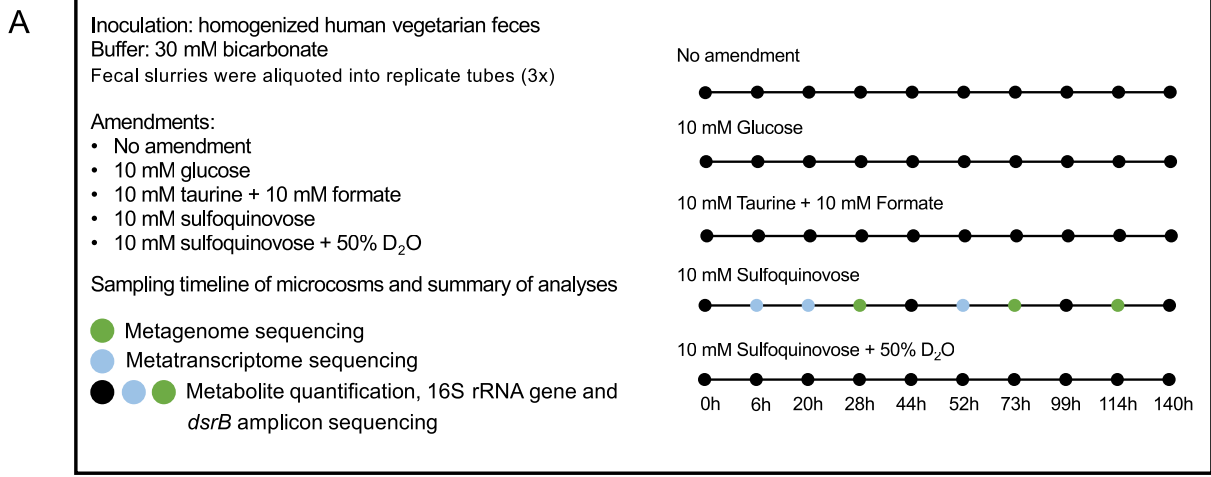 A
Inoculation: homogenized human vegetarian feces
Buffer: 30 mM bicarbonate
Fecal slurries were aliquoted into replicate tubes (3x)
Amendments:
• No amendment
• 10 mM glucose
• 10 mM taurine + 10 mM formate
• 10 mM sulfoquinovose
• 10 mM sulfoquinovose + 50% D₂O
Sampling timeline of microcosms and summary of analyses
Metagenome sequencing
Metatranscriptome sequencing
Metabolite quantification, 16S rRNA gene and
dsrB amplicon sequencing
No amendment
10 mM Glucose
10 mM Taurine + 10 mM Formate
10 mM Sulfoquinovose
10 mM Sulfoquinovose + 50% D₂O
0h 6h 20h 28h 44h 52h 73h 99h 114h 140h